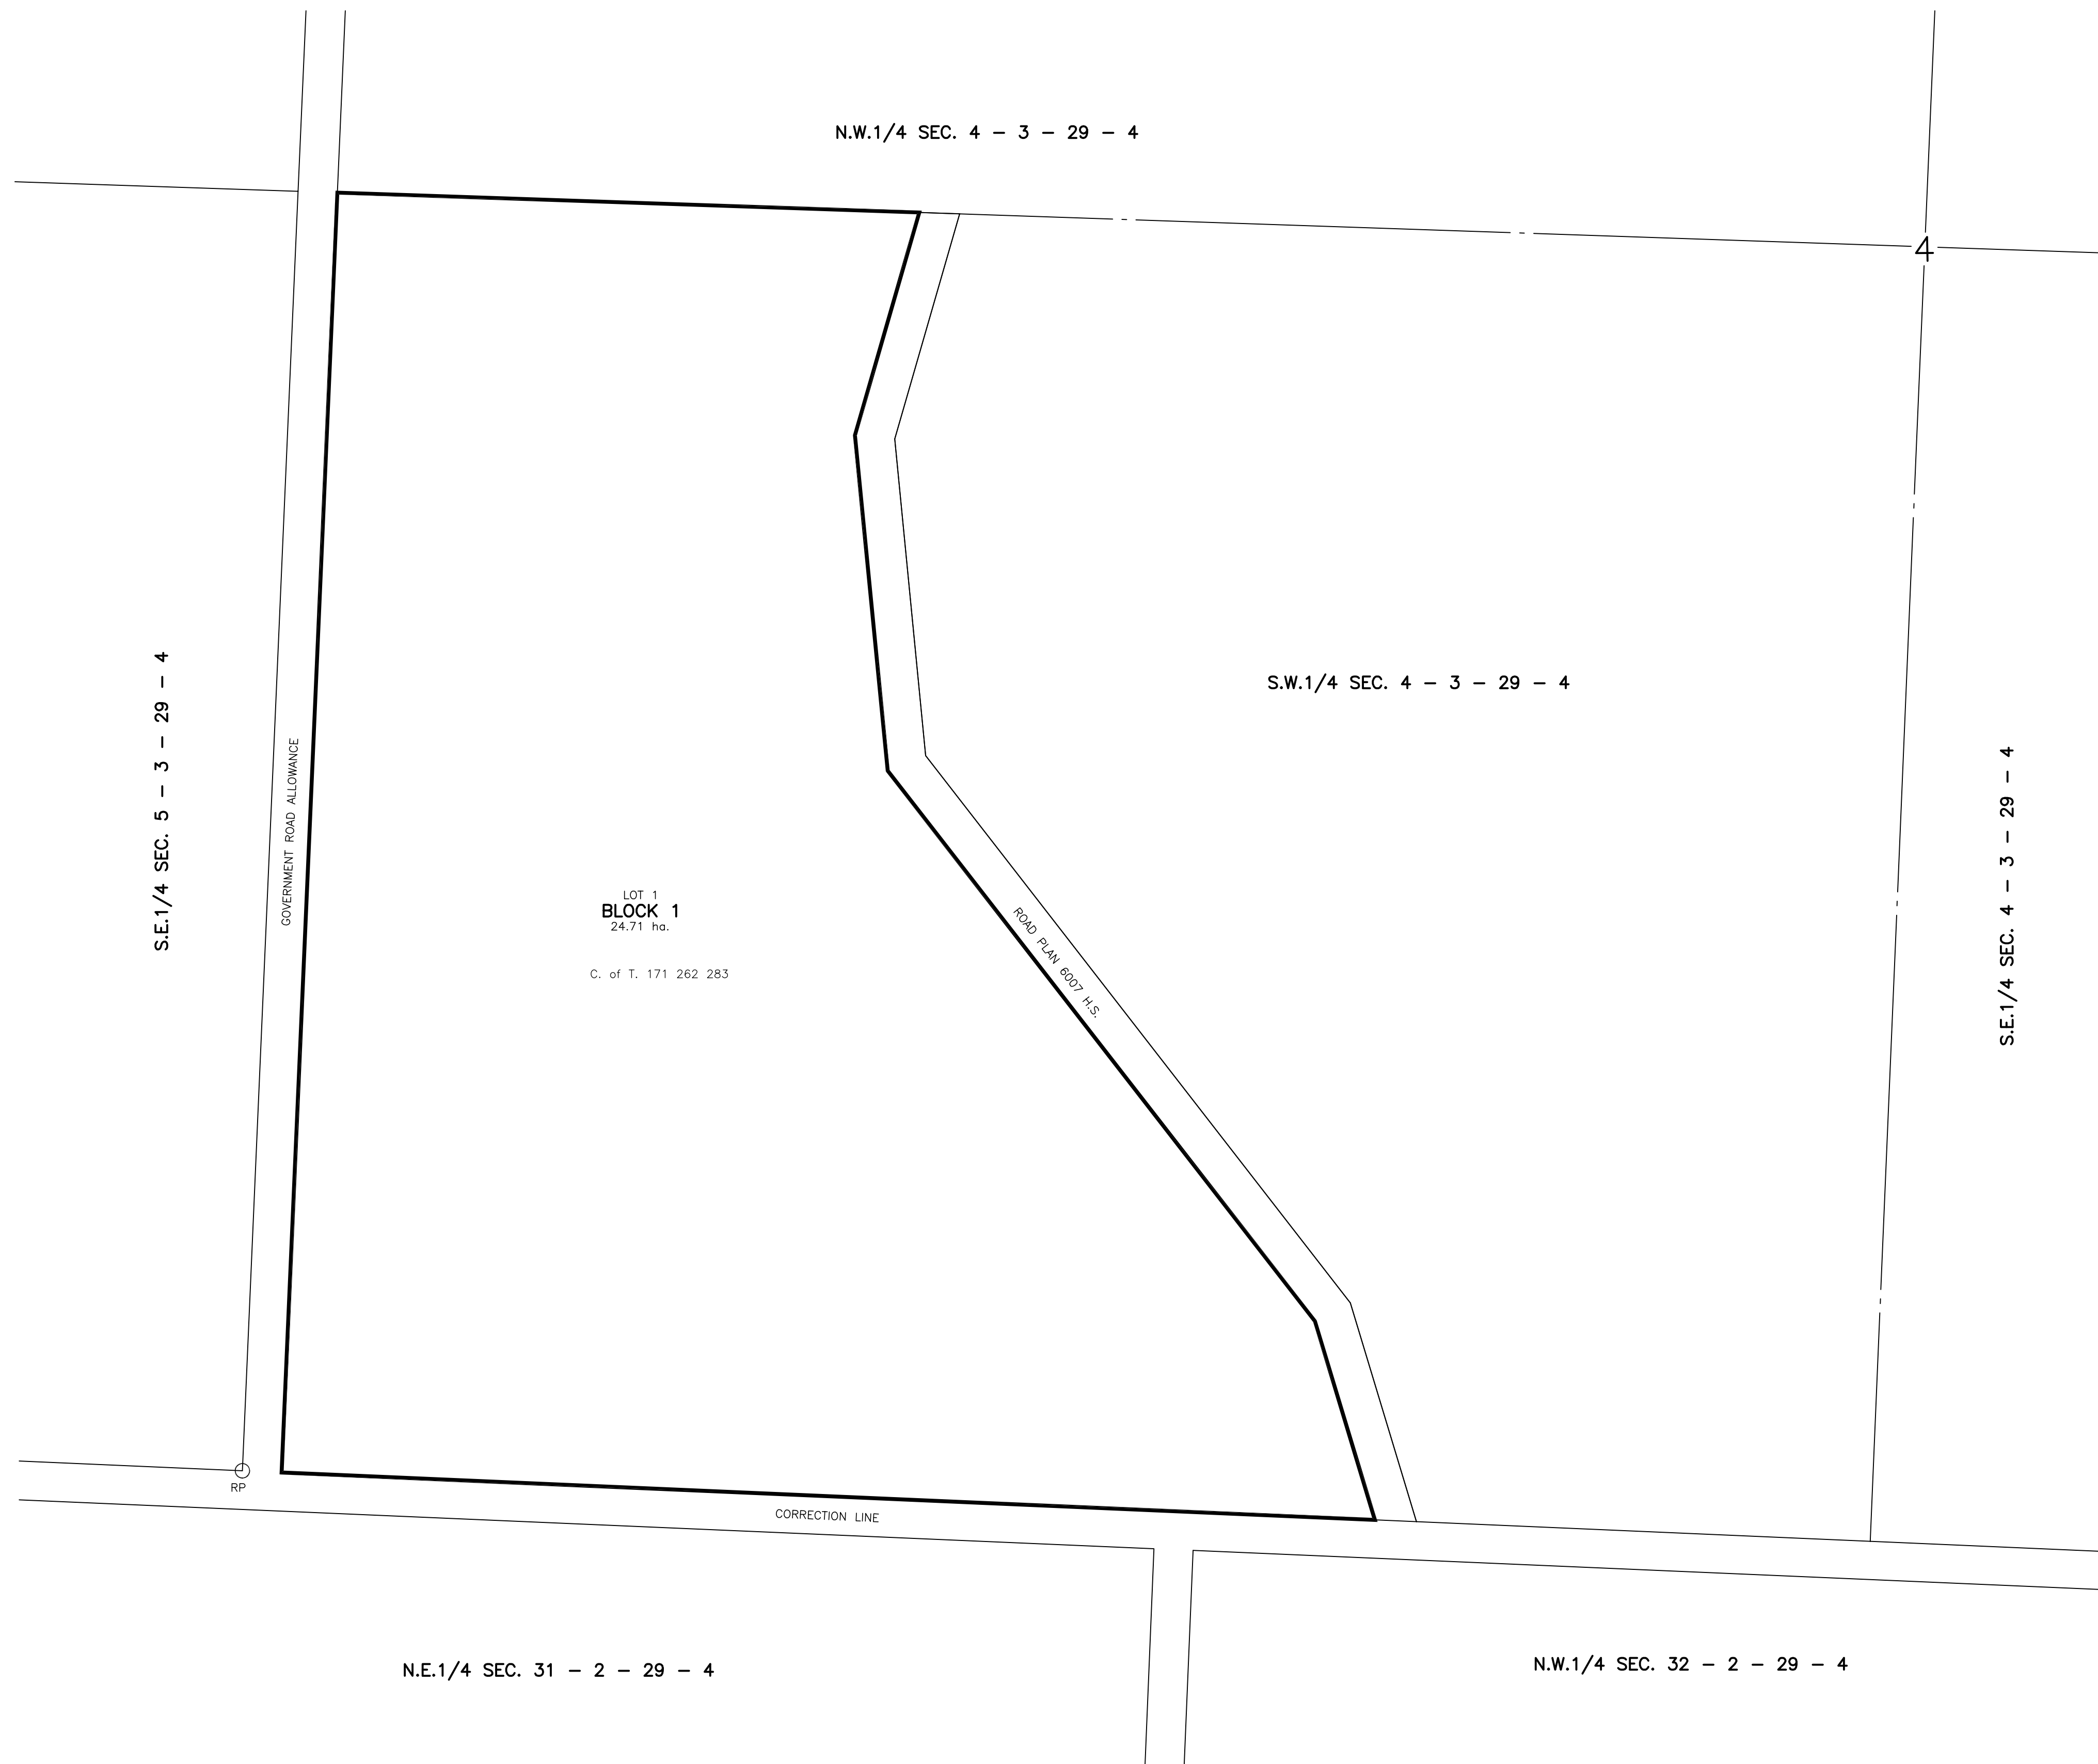 N.W.1/4 SEC. 4 – 3 – 29 – 4
4
S.E.1/4 SEC. 5 – 3 – 29 – 4
GOVERNMENT ROAD ALLOWANCE
S.W.1/4 SEC. 4 – 3 – 29 – 4
S.E.1/4 SEC. 4 – 3 – 29 – 4
LOT 1
BLOCK 1
24.71 ha.
C. of T. 171 262 283
ROAD PLAN 6007 H.S.
RP
CORRECTION LINE
N.E.1/4 SEC. 31 – 2 – 29 – 4
N.W.1/4 SEC. 32 – 2 – 29 – 4